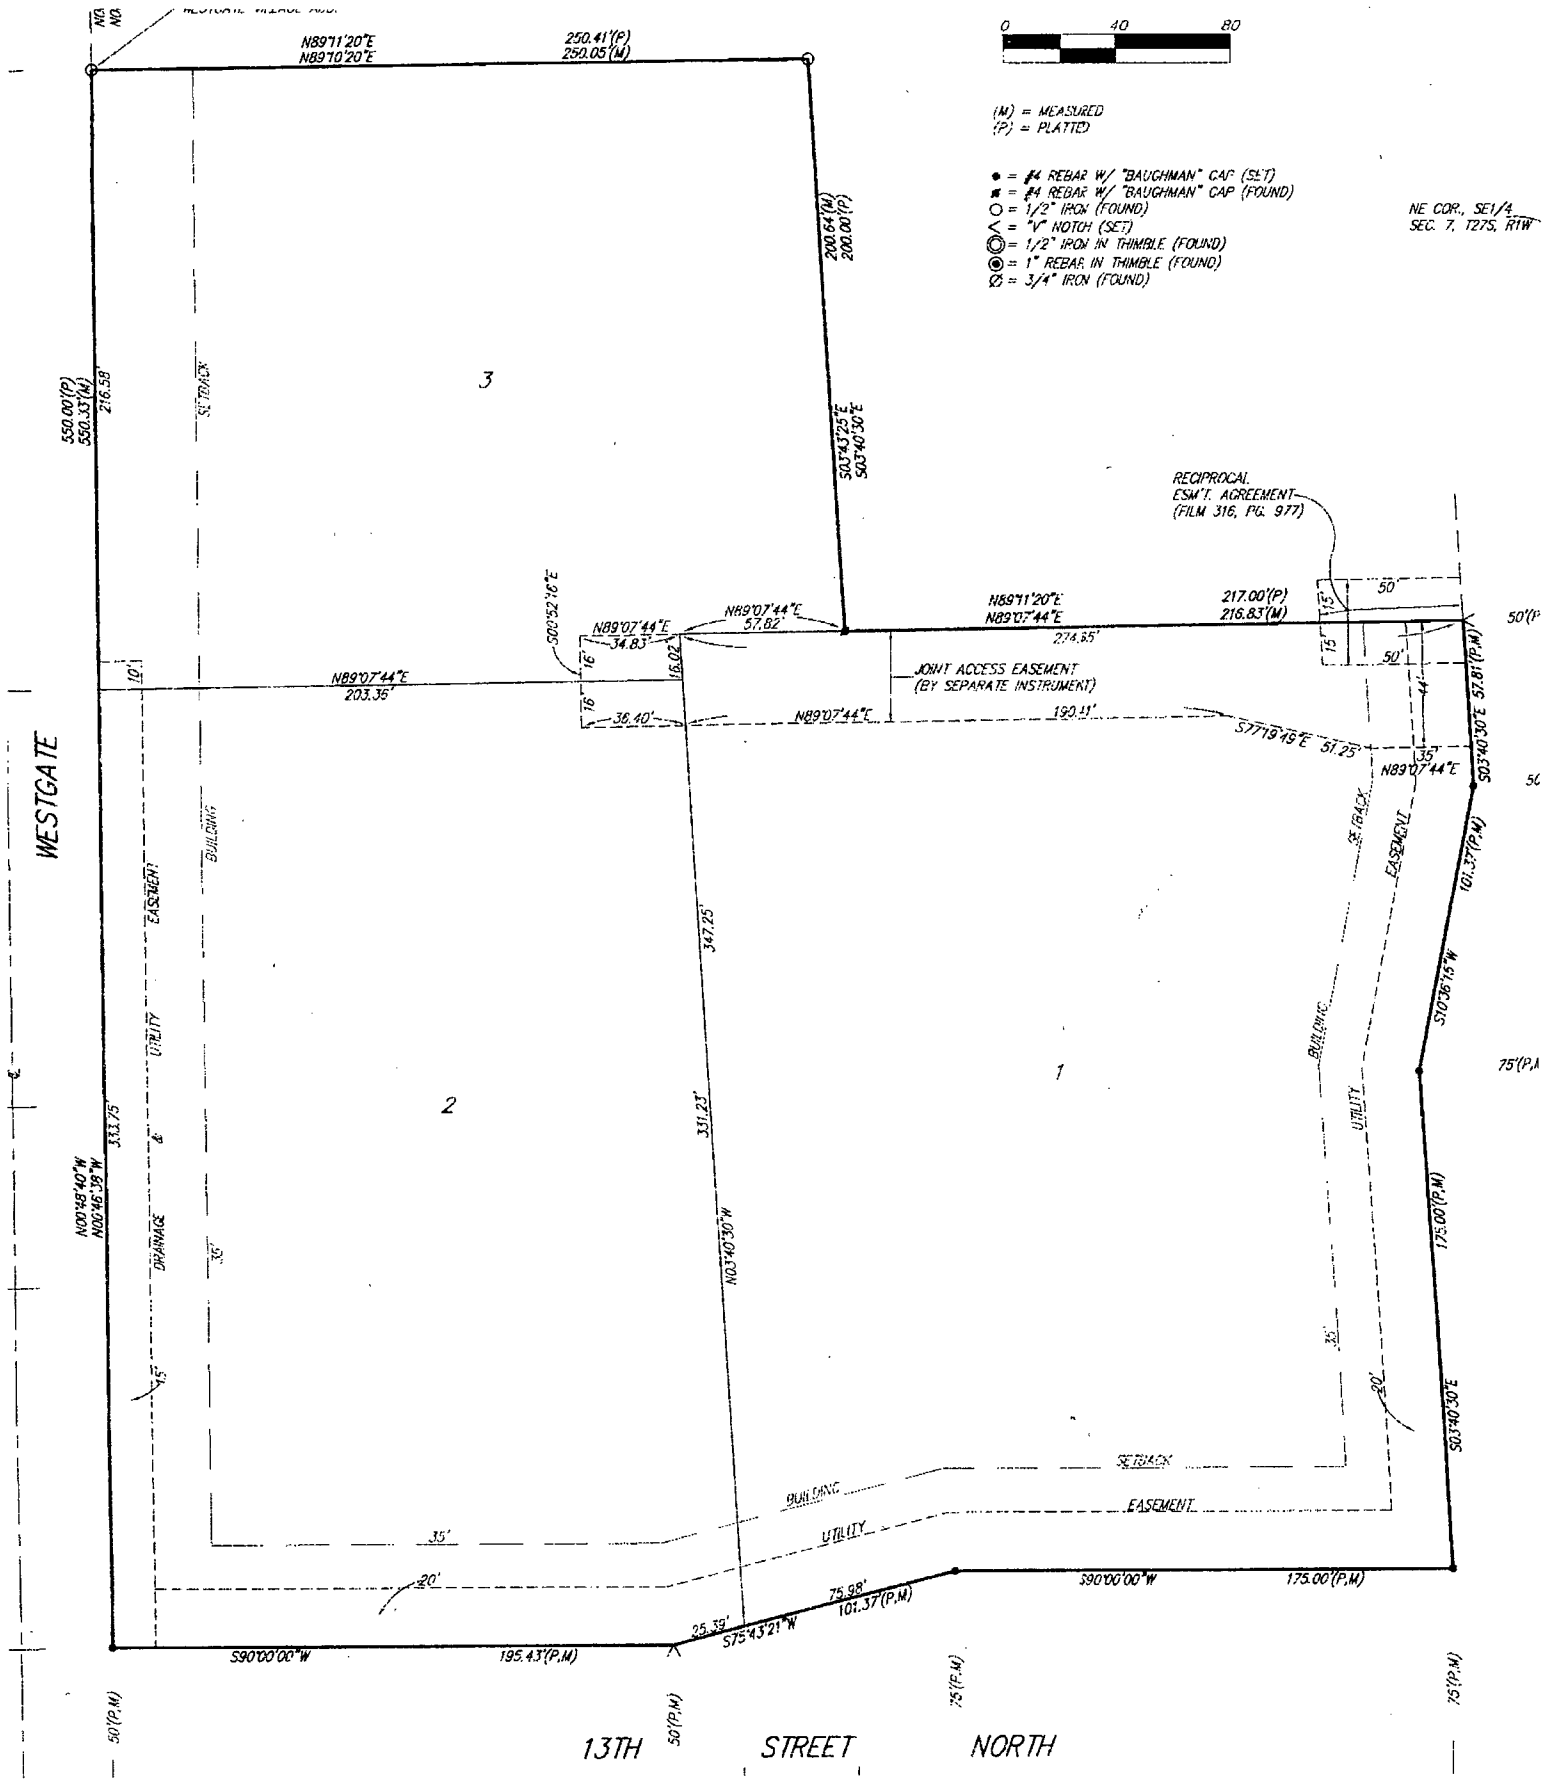 NO.
NO.
WESTGATE VILLAGE ADD.
N89°11'20"E 250.41'(P)
N89°10'20"E 250.05'(M)
0 40 80
(M) = MEASURED
(P) = PLATTED
● = #4 REBAR W/ "BAUGHMAN" CAP (SET)
= #4 REBAR W/ "BAUGHMAN" CAP (FOUND)
○ = 1/2" IRON (FOUND)
= "V" NOTCH (SET)
= 1/2" IRON IN THIMBLE (FOUND)
= 1" REBAR IN THIMBLE (FOUND)
= 3/4" IRON (FOUND)
NE COR., SE1/4
SEC. 7, T27S, R1W
200.64'(M)
200.00'(P)
550.00'(P)
550.33'(M)
216.58'
SETBACK
3
S03°43'25"E
S03°40'30"E
RECIPROCAL
ESM'T. AGREEMENT
(FILM 316, PG. 977)
S00°52'16"E
N89°07'44"E
34.83'
N89°07'44"E
57.82'
N89°11'20"E 217.00'(P)
N89°07'44"E 216.83'(M)
274.65'
15'
50'
15'
50'
50'(P
10'
N89°07'44"E
203.36'
16'
16'
16.02'
36.40'
JOINT ACCESS EASEMENT
(BY SEPARATE INSTRUMENT)
N89°07'44"E 190.11'
S77°19'49"E 51.25'
44'
35'
N89°07'44"E
S03°40'30"E 57.81'(P,M)
50
WESTGATE
BUILDING
EASEMENT
UTILITY
&
DRAINAGE
15'
35'
333.75'
N00°48'40"W
N00°46'38"W
2
347.25'
331.23'
N03°40'30"W
1
SETBACK
EASEMENT
BUILDING
UTILITY
35'
20'
101.37'(P,M)
S10°36'15"W
75'(P,M
175.00'(P,M)
S03°40'30"E
35'
20'
BUILDING
SETBACK
UTILITY
EASEMENT
S90°00'00"W 195.43'(P,M)
25.39'
75.98'
101.37'(P,M)
S75°43'21"W
S90°00'00"W 175.00'(P,M)
50'(P,M)
50'(P,M)
75'(P,M)
75'(P,M)
13TH STREET NORTH